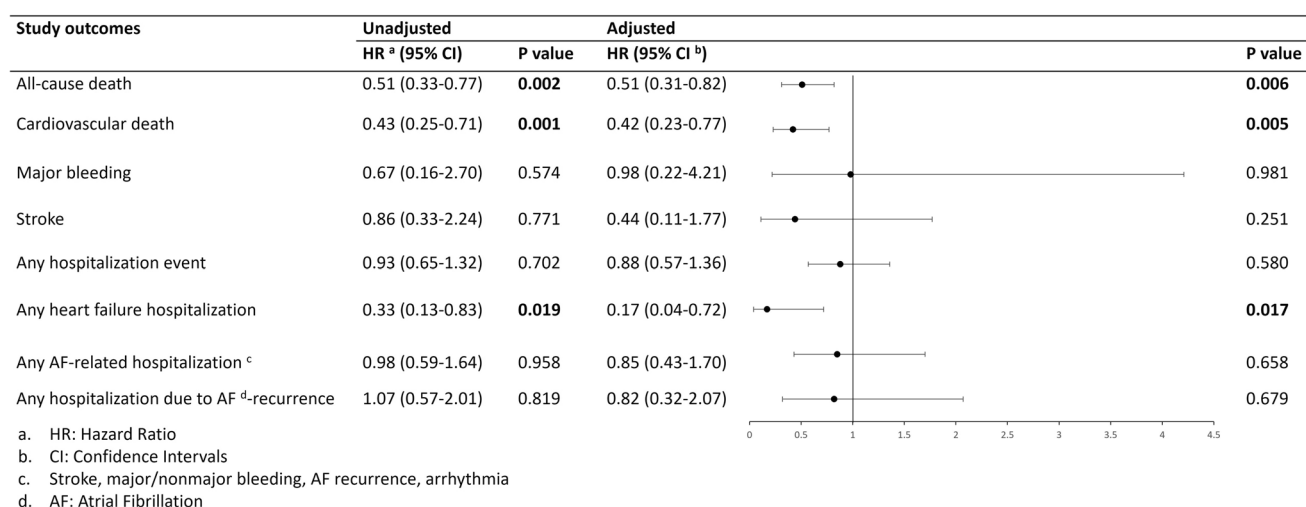 Study outcomes Unadjusted Adjusted
HR a (95% CI) P value HR (95% CI b) P value
All-cause death 0.51 (0.33-0.77) 0.002 0.51 (0.31-0.82) 0.006
Cardiovascular death 0.43 (0.25-0.71) 0.001 0.42 (0.23-0.77) 0.005
Major bleeding 0.67 (0.16-2.70) 0.574 0.98 (0.22-4.21) 0.981
Stroke 0.86 (0.33-2.24) 0.771 0.44 (0.11-1.77) 0.251
Any hospitalization event 0.93 (0.65-1.32) 0.702 0.88 (0.57-1.36) 0.580
Any heart failure hospitalization 0.33 (0.13-0.83) 0.019 0.17 (0.04-0.72) 0.017
Any AF-related hospitalization c 0.98 (0.59-1.64) 0.958 0.85 (0.43-1.70) 0.658
Any hospitalization due to AF d-recurrence 1.07 (0.57-2.01) 0.819 0.82 (0.32-2.07) 0.679
0 0.5 1 1.5 2 2.5 3 3.5 4 4.5
a. HR: Hazard Ratio
b. CI: Confidence Intervals
c. Stroke, major/nonmajor bleeding, AF recurrence, arrhythmia
d. AF: Atrial Fibrillation